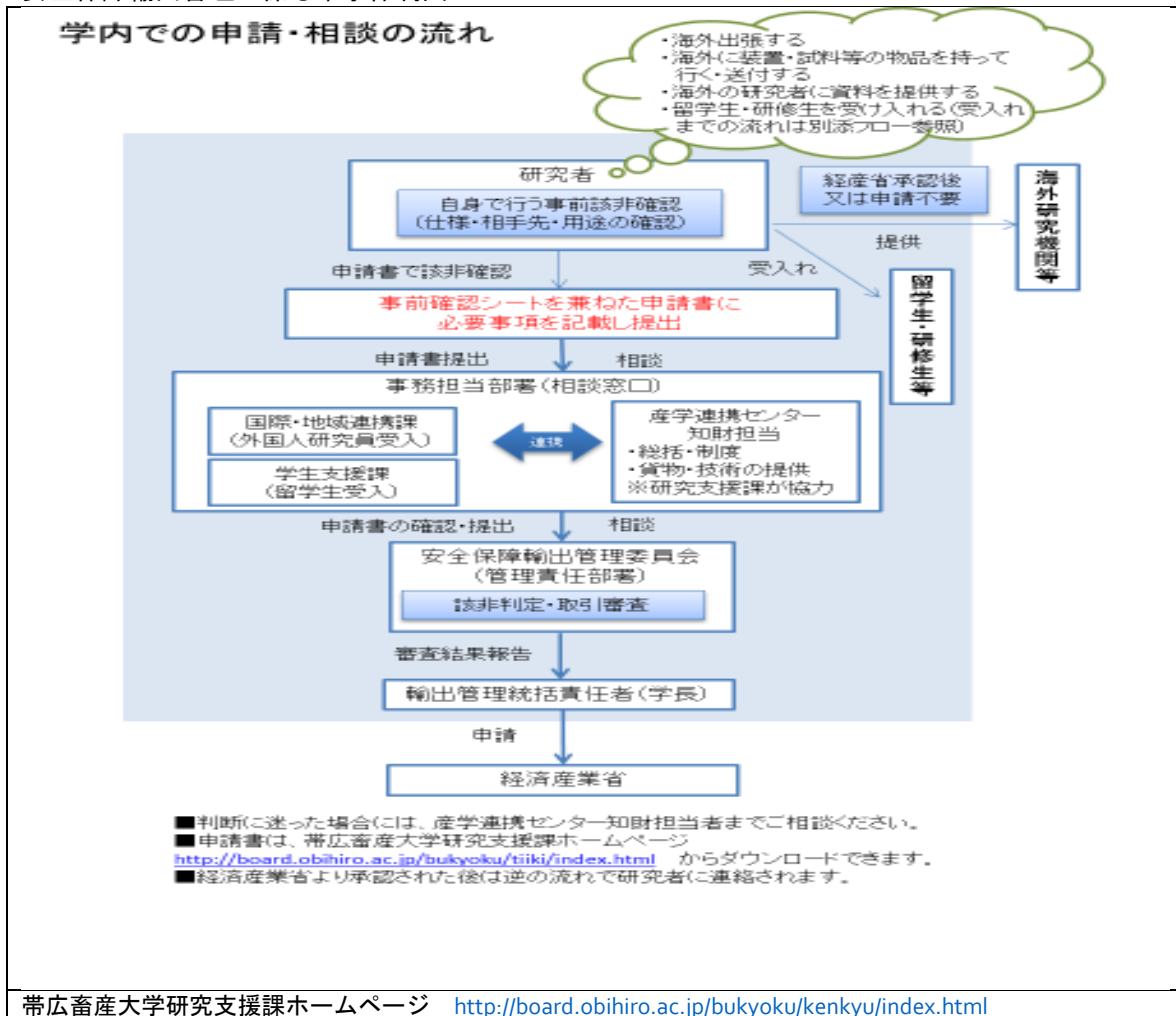 学内での申請・相談の流れ
・海外出張する
・海外に装置・試料等の物品を持って
行く・送付する
・海外の研究者に資料を提供する
・留学生・研修生を受け入れる(受入れ
までの流れは別添フロー参照)
研究者
自身で行う事前該非確認
(仕様・相手先・用途の確認)
経産省承認後
又は申請不要
海外研究機関等
提供
受入れ
留学生・研修生等
申請書で該非確認
事前確認シートを兼ねた申請書に
必要事項を記載し提出
申請書提出 相談
事務担当部署(相談窓口)
国際・地域連携課
(外国人研究員受入)
学生支援課
(留学生受入)
連携
産学連携センター
知財担当
・総括・制度
・貨物・技術の提供
※研究支援課が協力
申請書の確認・提出 相談
安全保障輸出管理委員会
(管理責任部署)
該非判定・取引審査
審査結果報告
輸出管理統括責任者(学長)
申請
経済産業省
■判断に迷った場合には、産学連携センター知財担当者までご相談ください。
■申請書は、帯広畜産大学研究支援課ホームページ
http://board.obihiro.ac.jp/bukyoku/tiiki/index.html からダウンロードできます。
■経済産業省より承認された後は逆の流れで研究者に連絡されます。
帯広畜産大学研究支援課ホームページ http://board.obihiro.ac.jp/bukyoku/kenkyu/index.html